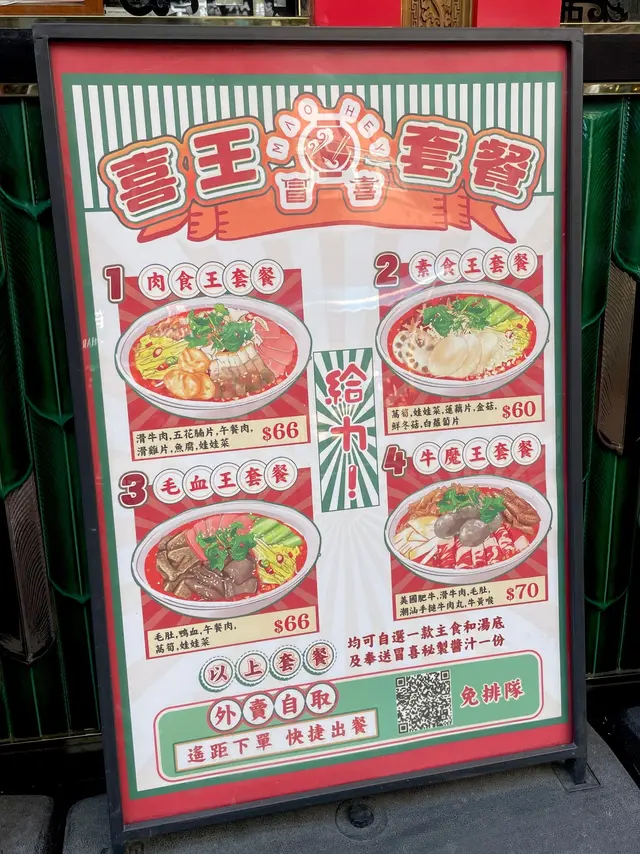 喜王
MAO HEY
冒喜
套餐
1 肉食王套餐
滑牛肉,五花腩片,午餐肉,
滑雞片,魚腐,娃娃菜
$66
2 素食王套餐
萵筍,娃娃菜,蓮藕片,金菇,
鮮冬菇,白蘿蔔片
$60
給力!
3 毛血王套餐
毛肚,鴨血,午餐肉,
萵筍,娃娃菜
$66
4 牛魔王套餐
美國肥牛,滑牛肉,毛肚,
潮汕手搥牛肉丸,牛黃喉
$70
以上套餐
均可自選一款主食和湯底
及奉送冒喜秘製醬汁一份
外賣自取
遙距下單 快捷出餐
免排隊